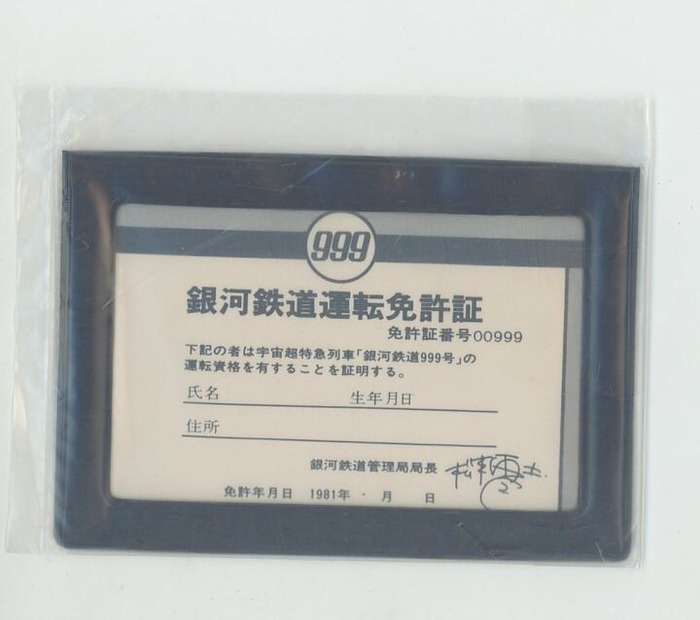 999
銀河鉄道運転免許証
免許証番号00999
下記の者は宇宙超特急列車「銀河鉄道999号」の
運転資格を有することを証明する。
氏名 生年月日
住所
銀河鉄道管理局局長 松本零士
免許年月日 1981年・月 日